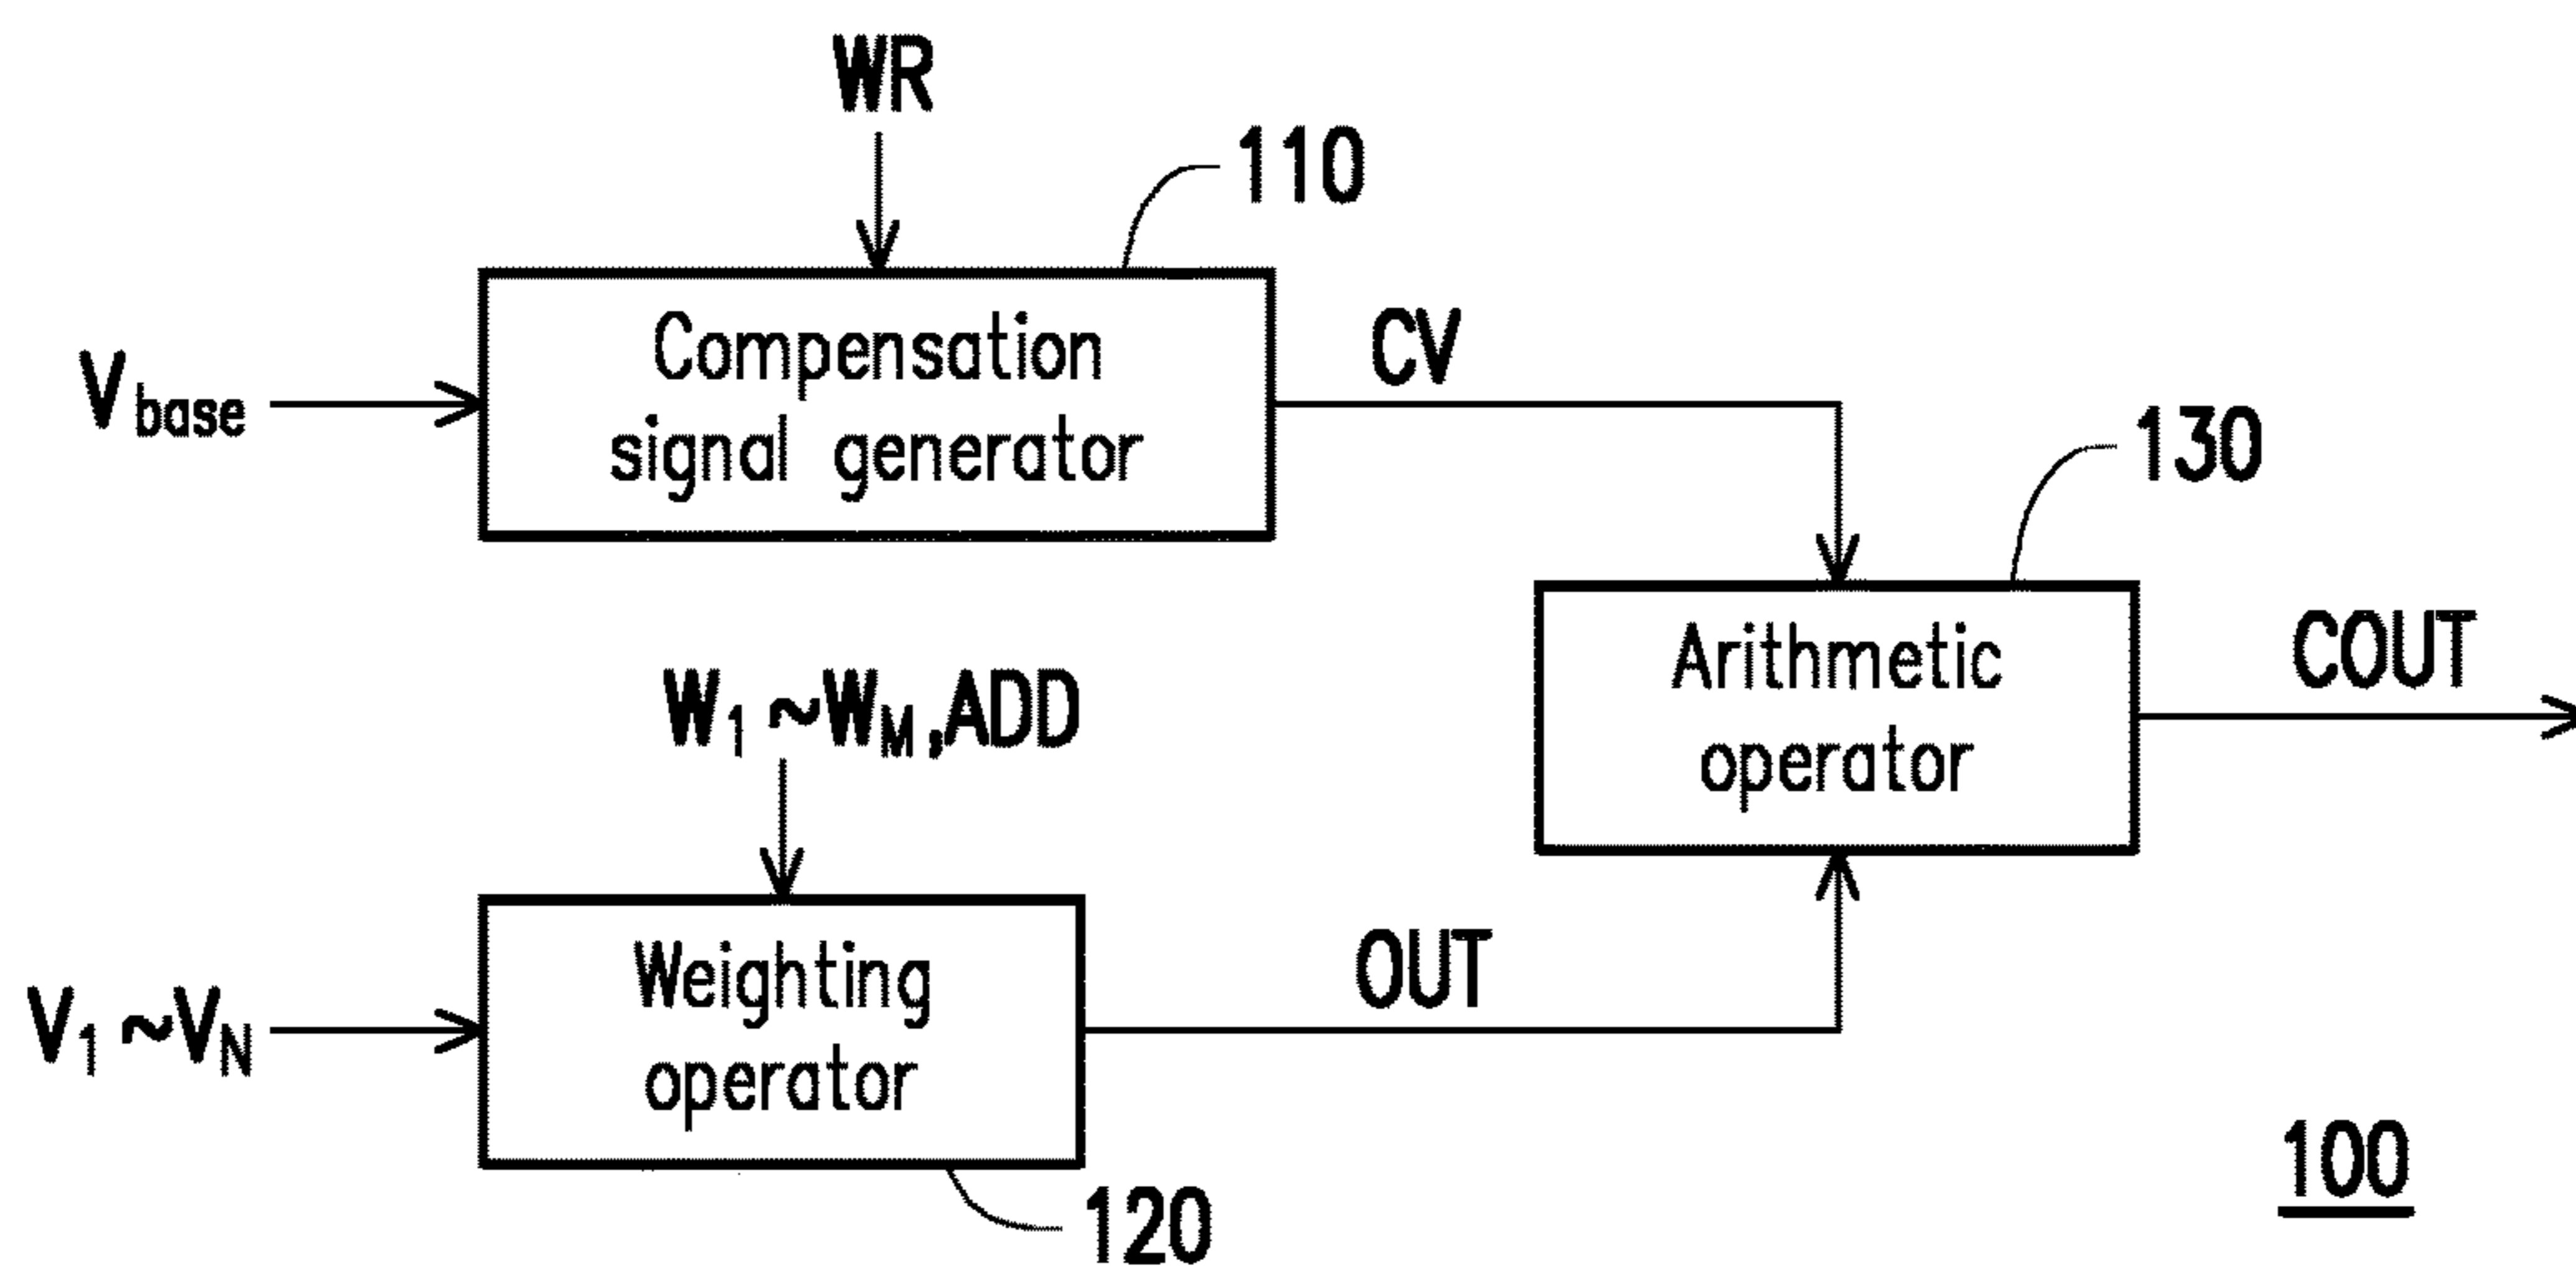 WR
110
Compensation
signal generator
V base
CV
130
W1 ~WM,ADD
Arithmetic
operator
COUT
Weighting
operator
V1 ~VN
OUT
120
100